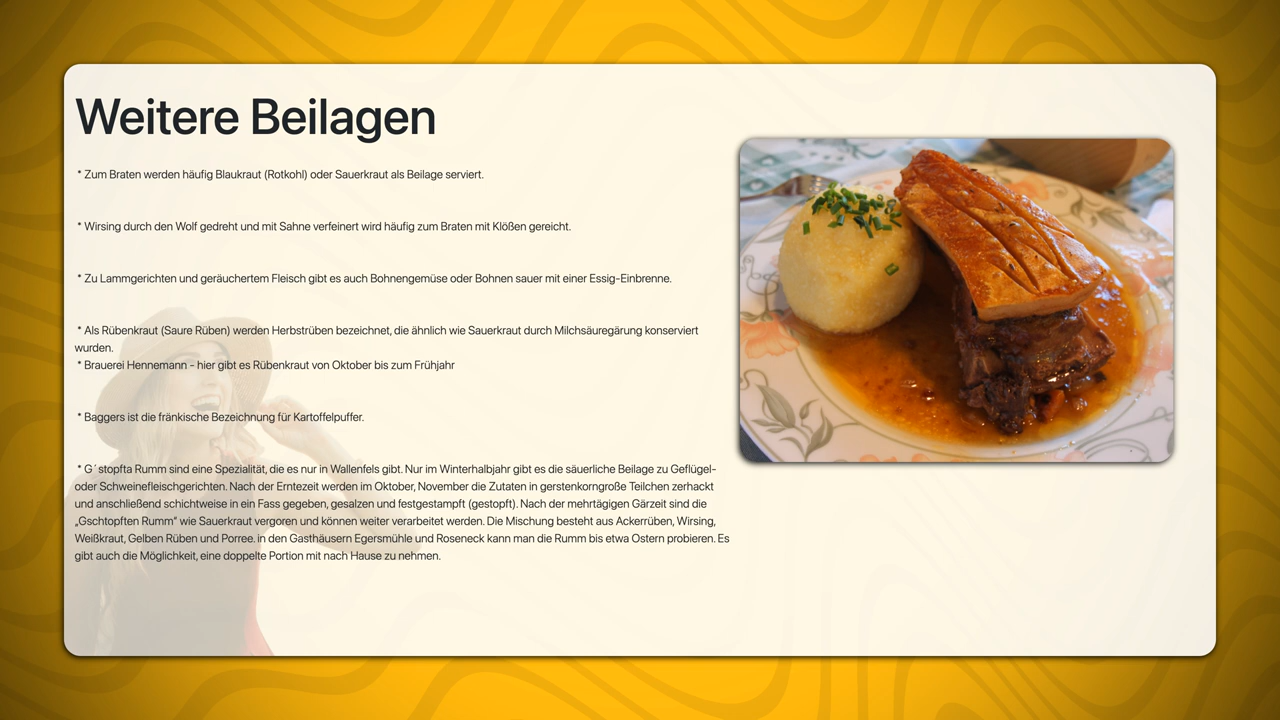 Weitere Beilagen
* Zum Braten werden häufig Blaukraut (Rotkohl) oder Sauerkraut als Beilage serviert.
* Wirsing durch den Wolf gedreht und mit Sahne verfeinert wird häufig zum Braten mit Klößen gereicht.
* Zu Lammgerichten und geräuchertem Fleisch gibt es auch Bohnengemüse oder Bohnen sauer mit einer Essig-Einbrenne.
* Als Rübenkraut (Saure Rüben) werden Herbstrüben bezeichnet, die ähnlich wie Sauerkraut durch Milchsäuregärung konserviert
wurden.
* Brauerei Hennemann - hier gibt es Rübenkraut von Oktober bis zum Frühjahr
* Baggers ist die fränkische Bezeichnung für Kartoffelpuffer.
* G´stopfta Rumm sind eine Spezialität, die es nur in Wallenfels gibt. Nur im Winterhalbjahr gibt es die säuerliche Beilage zu Geflügel-
oder Schweinefleischgerichten. Nach der Erntezeit werden im Oktober, November die Zutaten in gerstenkorngroße Teilchen zerhackt
und anschließend schichtweise in ein Fass gegeben, gesalzen und festgestampft (gestopft). Nach der mehrtägigen Gärzeit sind die
„Gschtopften Rumm“ wie Sauerkraut vergoren und können weiter verarbeitet werden. Die Mischung besteht aus Ackerrüben, Wirsing,
Weißkraut, Gelben Rüben und Porree. in den Gasthäusern Egersmühle und Roseneck kann man die Rumm bis etwa Ostern probieren. Es
gibt auch die Möglichkeit, eine doppelte Portion mit nach Hause zu nehmen.